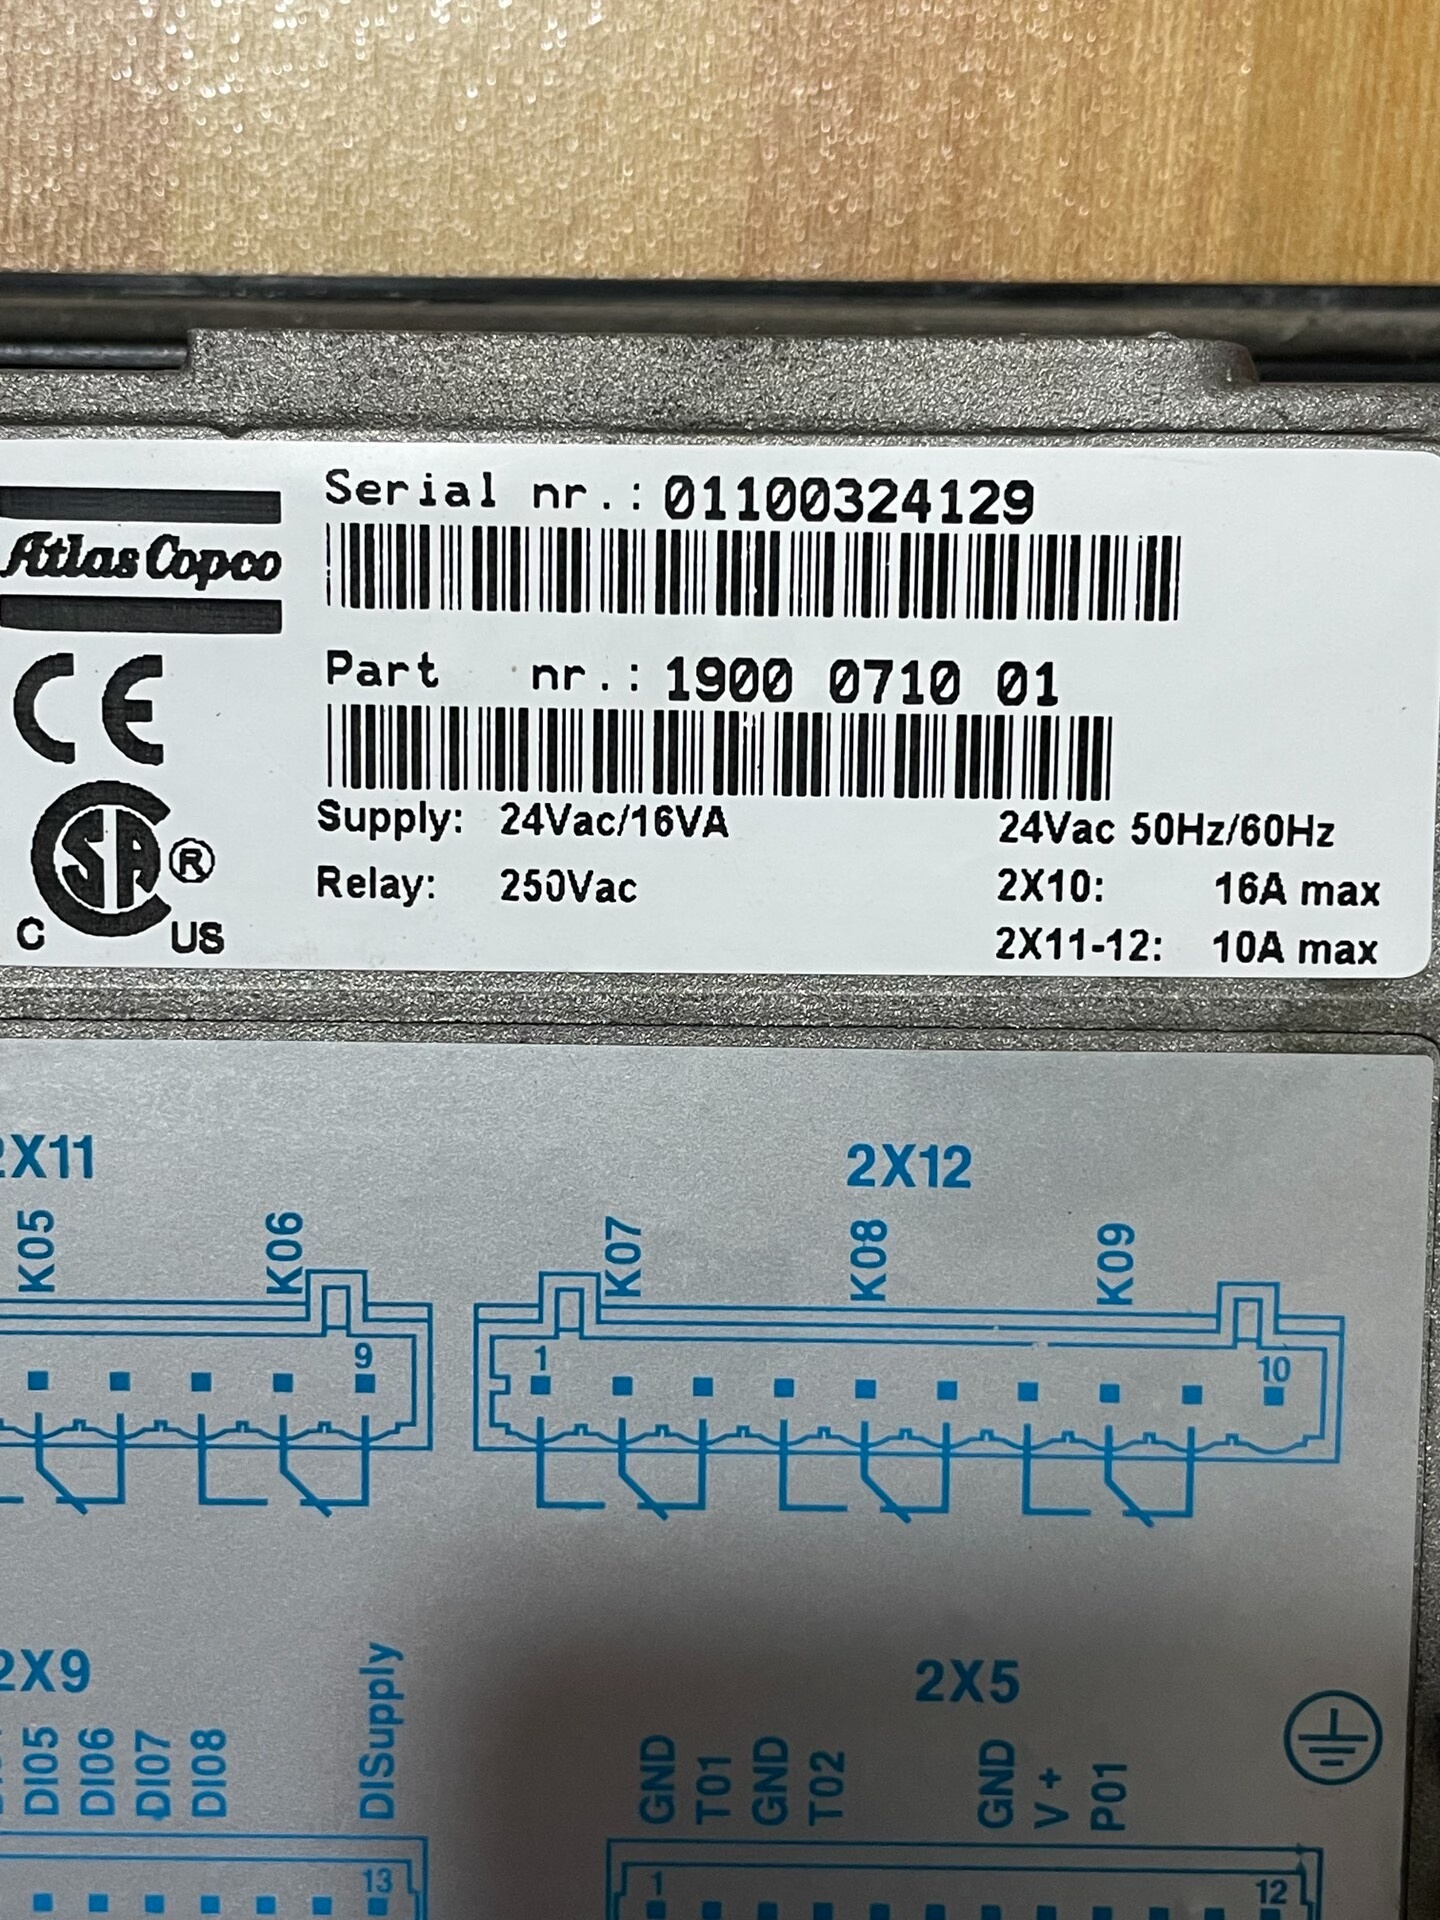 Atlas Copco
Serial nr.: 01100324129
Part nr.: 1900 0710 01
CE
CSA ®
C US
Supply: 24Vac/16VA 24Vac 50Hz/60Hz
Relay: 250Vac 2X10: 16A max
2X11-12: 10A max
2X11 2X12
K05 K06 K07 K08 K09
9 1 10
2X9 2X5
DI05 DI06 DI07 DI08 DISupply GND T01 GND T02 GND V+ P01
13 1 12